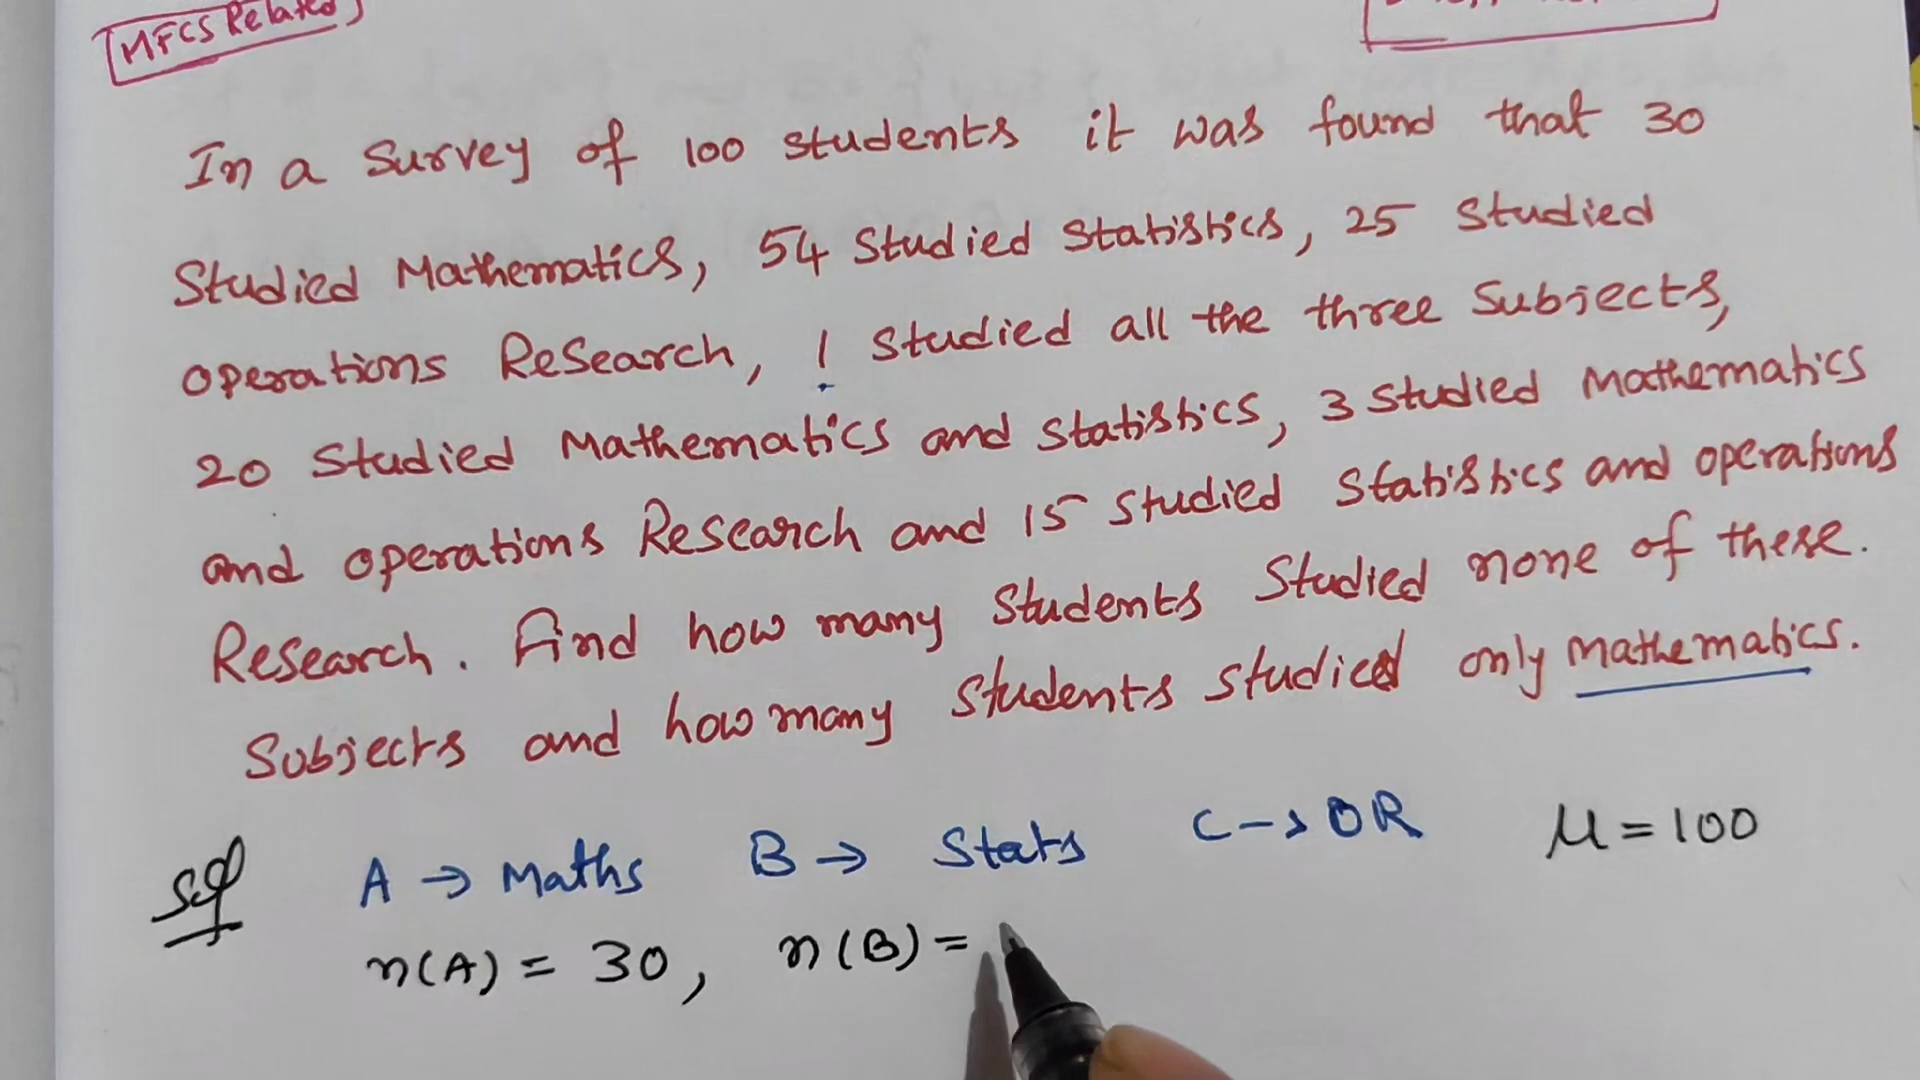 MFCS Related
In a Survey of 100 students it was found that 30
Studied Mathematics, 54 Studied Statistics, 25 Studied
operations Research, 1 Studied all the three Subjects,
20 Studied Mathematics and Statistics, 3 Studied Mathematics
and operations Research and 15 Studied Statistics and operations
Research. Find how many Students Studied none of these.
Subjects and how many Students Studied only Mathematics.
Sol A → Maths B → Stats C → OR μ = 100
n(A) = 30, n(B) =